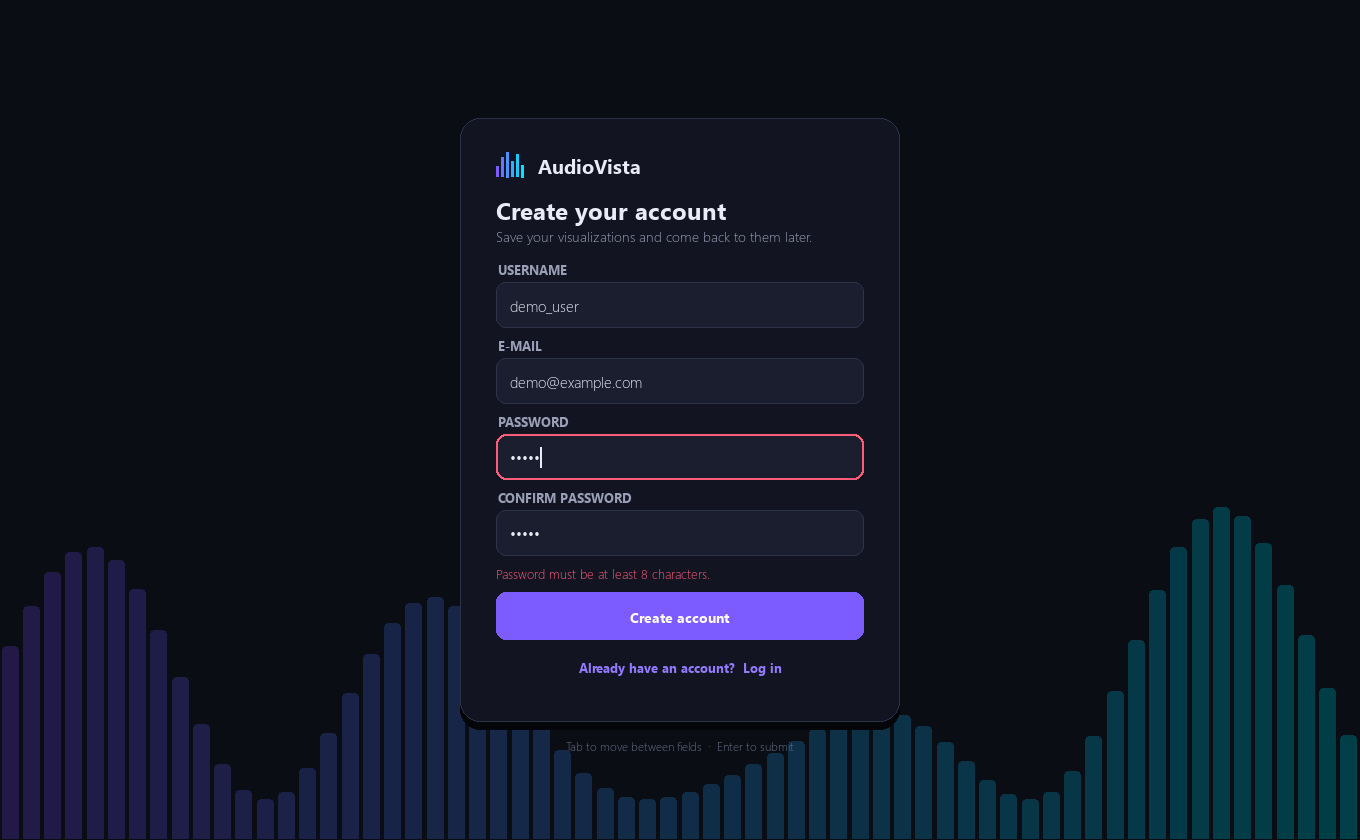 AudioVista
Create your account
Save your visualizations and come back to them later.
USERNAME
demo_user
E-MAIL
demo@example.com
PASSWORD
•••••
CONFIRM PASSWORD
•••••
Password must be at least 8 characters.
Create account
Already have an account? Log in
Tab to move between fields · Enter to submit